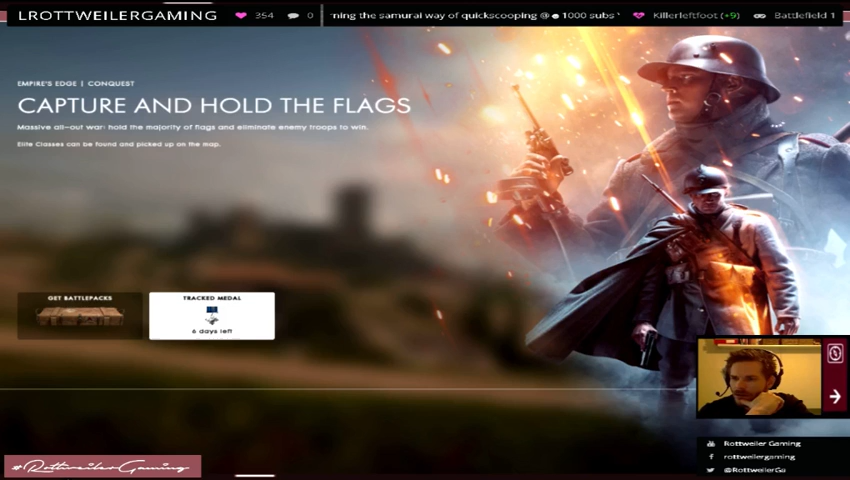 LROTTWEILERGAMING 354 0 ning the samurai way of quickscooping @ 1000 subs Killerleftfoot (+9) Battlefield 1
EMPIRE'S EDGE | CONQUEST
CAPTURE AND HOLD THE FLAGS
Massive all-out war: hold the majority of flags and eliminate enemy troops to win.
Elite Classes can be found and picked up on the map.
GET BATTLEPACKS
TRACKED MEDAL
6 days left
Rottweiler Gaming
rottweilergaming
@RottweilerGa
#RottweilerGaming